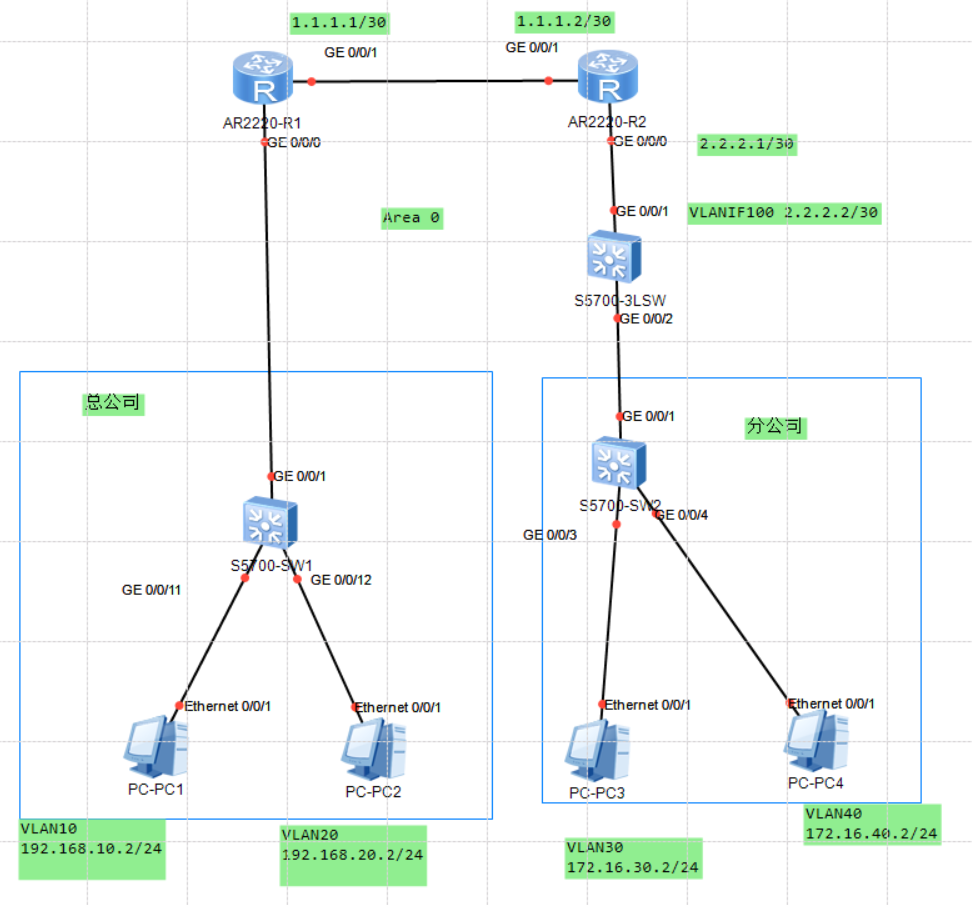 1.1.1.1/30
1.1.1.2/30
GE 0/0/1
GE 0/0/1
R
R
AR2220-R1
AR2220-R2
GE 0/0/0
GE 0/0/0
2.2.2.1/30
Area 0
GE 0/0/1
VLANIF100 2.2.2.2/30
S5700-3LSW
GE 0/0/2
总公司
GE 0/0/1
分公司
GE 0/0/1
S5700-SW2
GE 0/0/4
GE 0/0/3
S5700-SW1
GE 0/0/11
GE 0/0/12
Ethernet 0/0/1
Ethernet 0/0/1
Ethernet 0/0/1
Ethernet 0/0/1
PC-PC1
PC-PC2
PC-PC3
PC-PC4
VLAN10
192.168.10.2/24
VLAN20
192.168.20.2/24
VLAN30
172.16.30.2/24
VLAN40
172.16.40.2/24